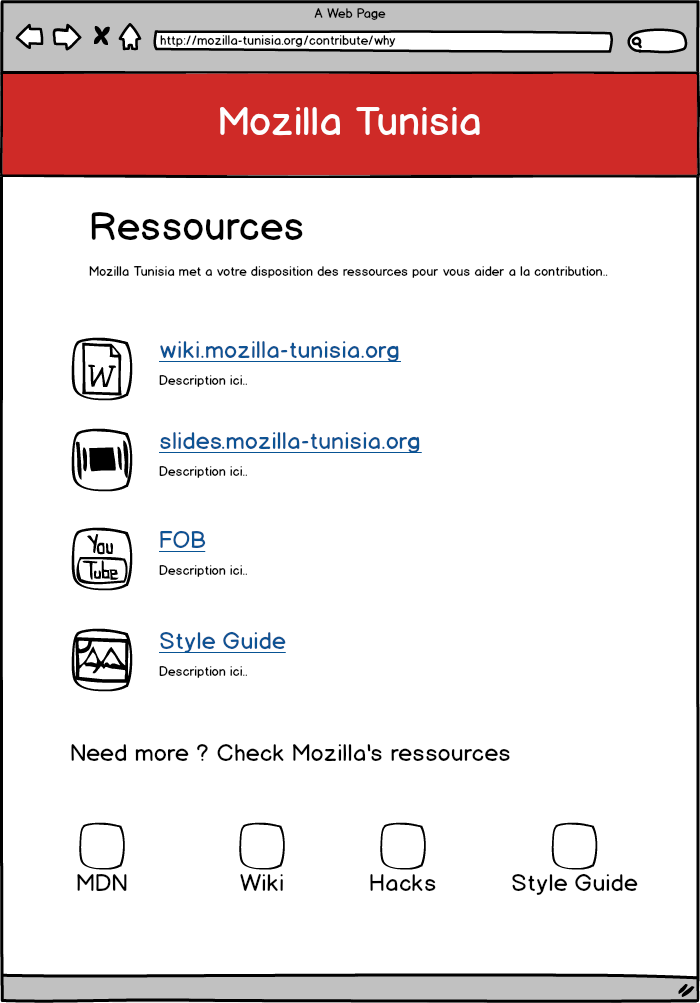 A Web Page
http://mozilla-tunisia.org/contribute/why
Mozilla Tunisia
Ressources
Mozilla Tunisia met a votre disposition des ressources pour vous aider a la contribution..
W
wiki.mozilla-tunisia.org
Description ici..
slides.mozilla-tunisia.org
Description ici..
You
Tube
FOB
Description ici..
Style Guide
Description ici..
Need more ? Check Mozilla's ressources
MDN Wiki Hacks Style Guide